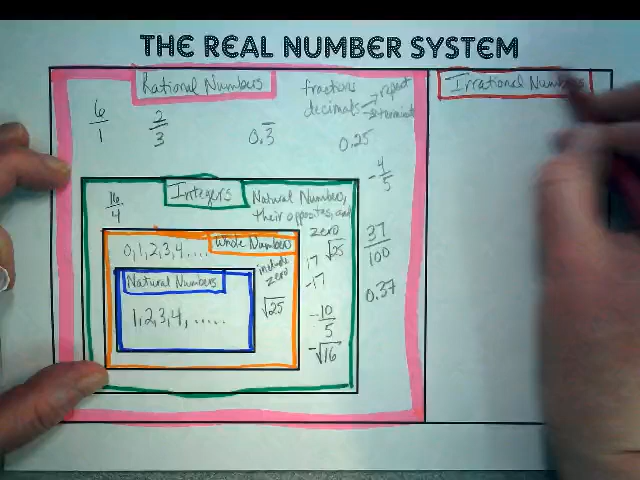 THE REAL NUMBER SYSTEM
Rational Numbers
fractions
decimals → repeat
→ terminate
Irrational Numbers
6/1
2/3
0.3̅
0.25
-4/5
16/4
Integers
Natural Numbers,
their opposites, and
zero
37/100
0.37
0,1,2,3,4....
Whole Numbers
include
zero
√25
17
√25
-17
-10/5
-√16
Natural Numbers
1,2,3,4,.....